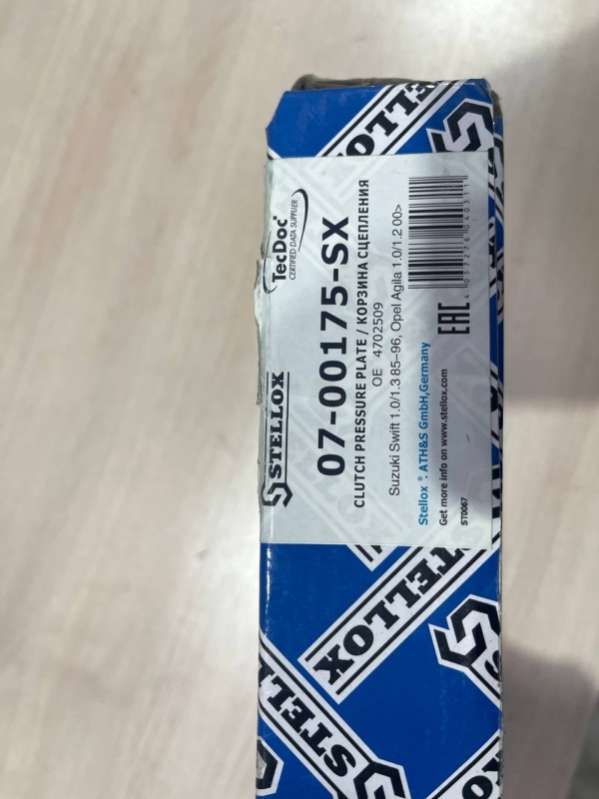 STELLOX
TecDoc
CERTIFIED DATA SUPPLIER
07-00175-SX
CLUTCH PRESSURE PLATE / КОРЗИНА СЦЕПЛЕНИЯ
OE 4702509
Suzuki Swift 1.0/1.3 85–96, Opel Agila 1.0/1.2 00>
Stellox ® : ATH&S GmbH,Germany
Get more info on www.stellox.com
ST0067
EAC
STELLOX
STELLOX
STELLOX